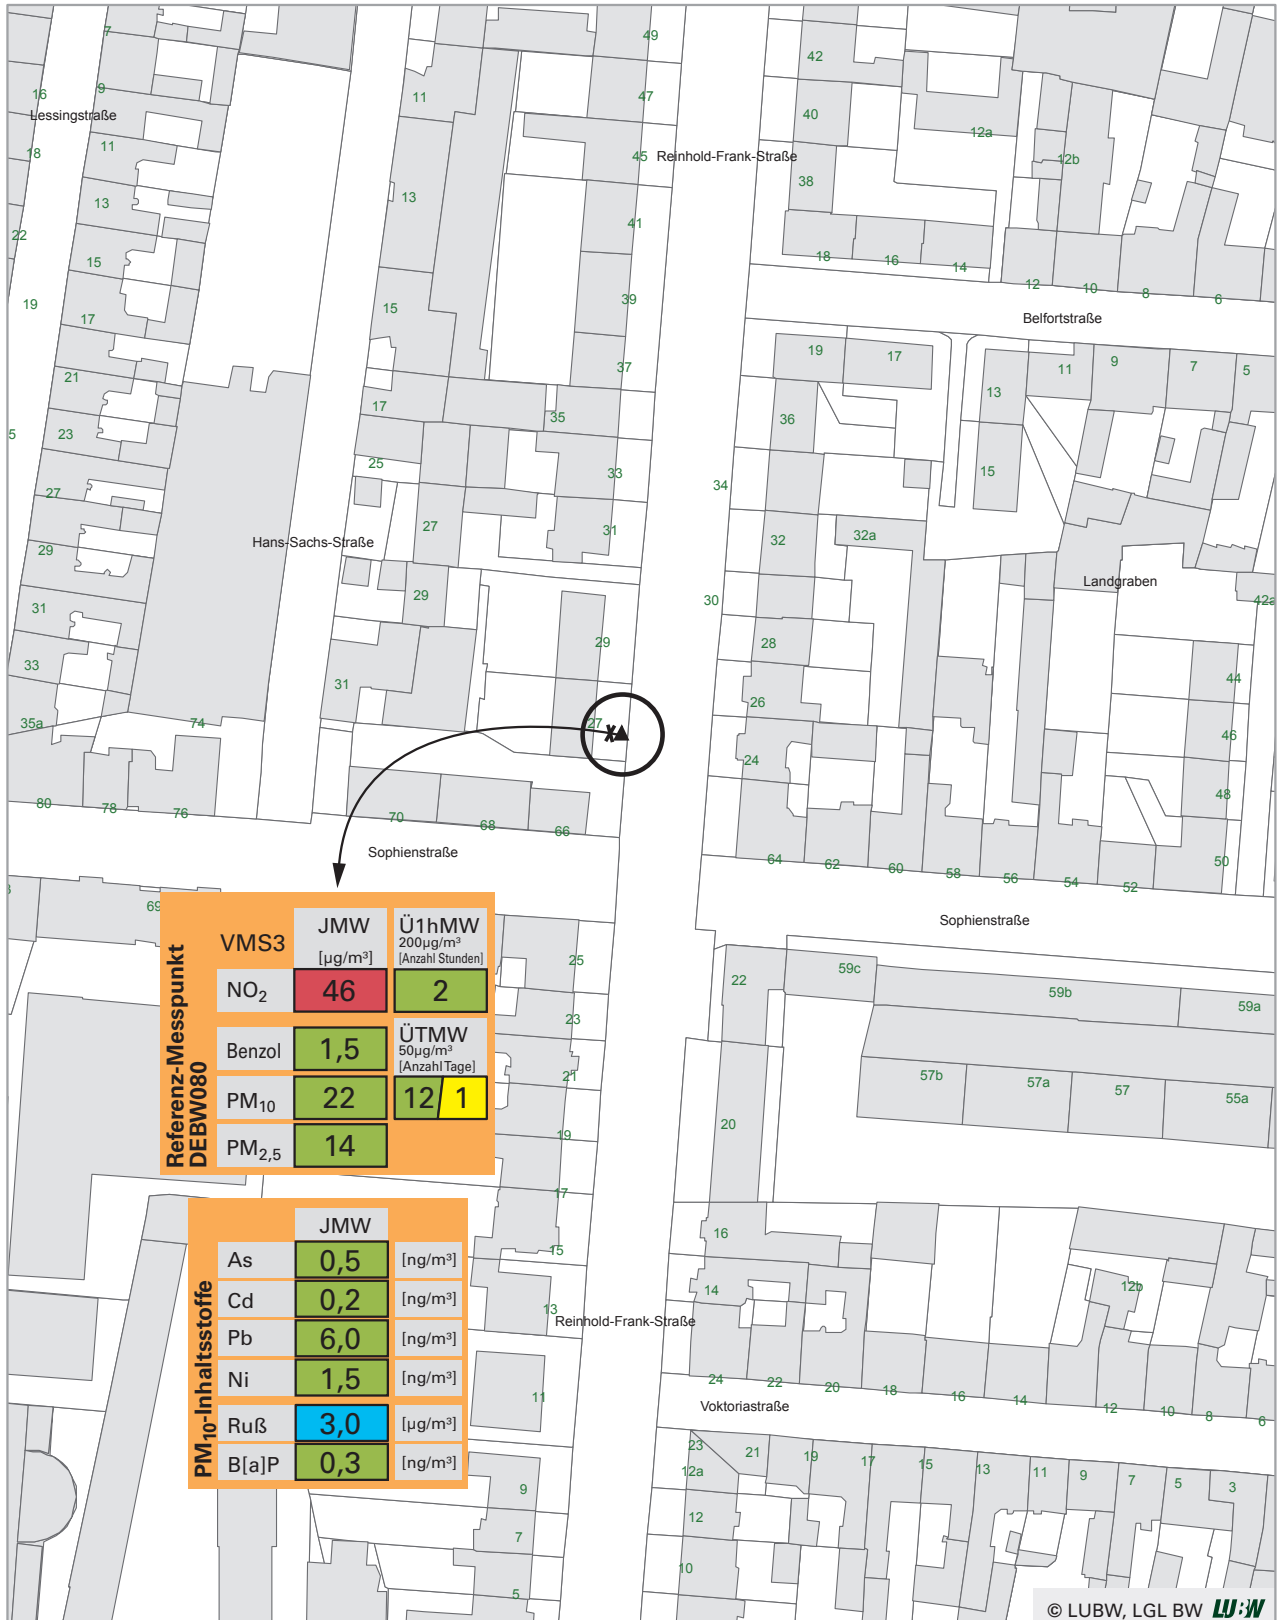 7
49
42
16
9
11
47
Lessingstraße
40
12a
18
11
45
Reinhold-Frank-Straße
12b
38
13
13
41
22
15
18
16
14
12
10
8
6
19
17
15
39
Belfortstraße
37
19
17
11
9
7
5
21
13
17
35
36
5
23
25
33
15
27
34
27
31
32
32a
29
Hans-Sachs-Straße
Landgraben
31
29
30
42a
28
29
33
31
44
26
35a
74
27
46
24
80
78
76
70
68
66
48
Sophienstraße
64
62
60
58
56
54
52
50
69
Sophienstraße
Referenz-Messpunkt
DEBW080
VMS3
JMW
[µg/m³]
Ü1hMW
200µg/m³
[Anzahl Stunden]
NO2
46
2
Benzol
1,5
ÜTMW
50µg/m³
[Anzahl Tage]
PM10
22
12 / 1
PM2,5
14
25
22
59c
59b
59a
23
21
57b
57a
57
55a
19
20
17
15
16
PM10-Inhaltsstoffe
JMW
As
0,5
[ng/m³]
Cd
0,2
[ng/m³]
Pb
6,0
[ng/m³]
Ni
1,5
[ng/m³]
Ruß
3,0
[µg/m³]
B[a]P
0,3
[ng/m³]
14
12b
13
Reinhold-Frank-Straße
11
24
22
20
18
16
14
12
10
8
6
Voktoriastraße
23
21
19
17
15
13
11
9
7
5
3
12a
9
12
7
10
5
© LUBW, LGL BW LUBW